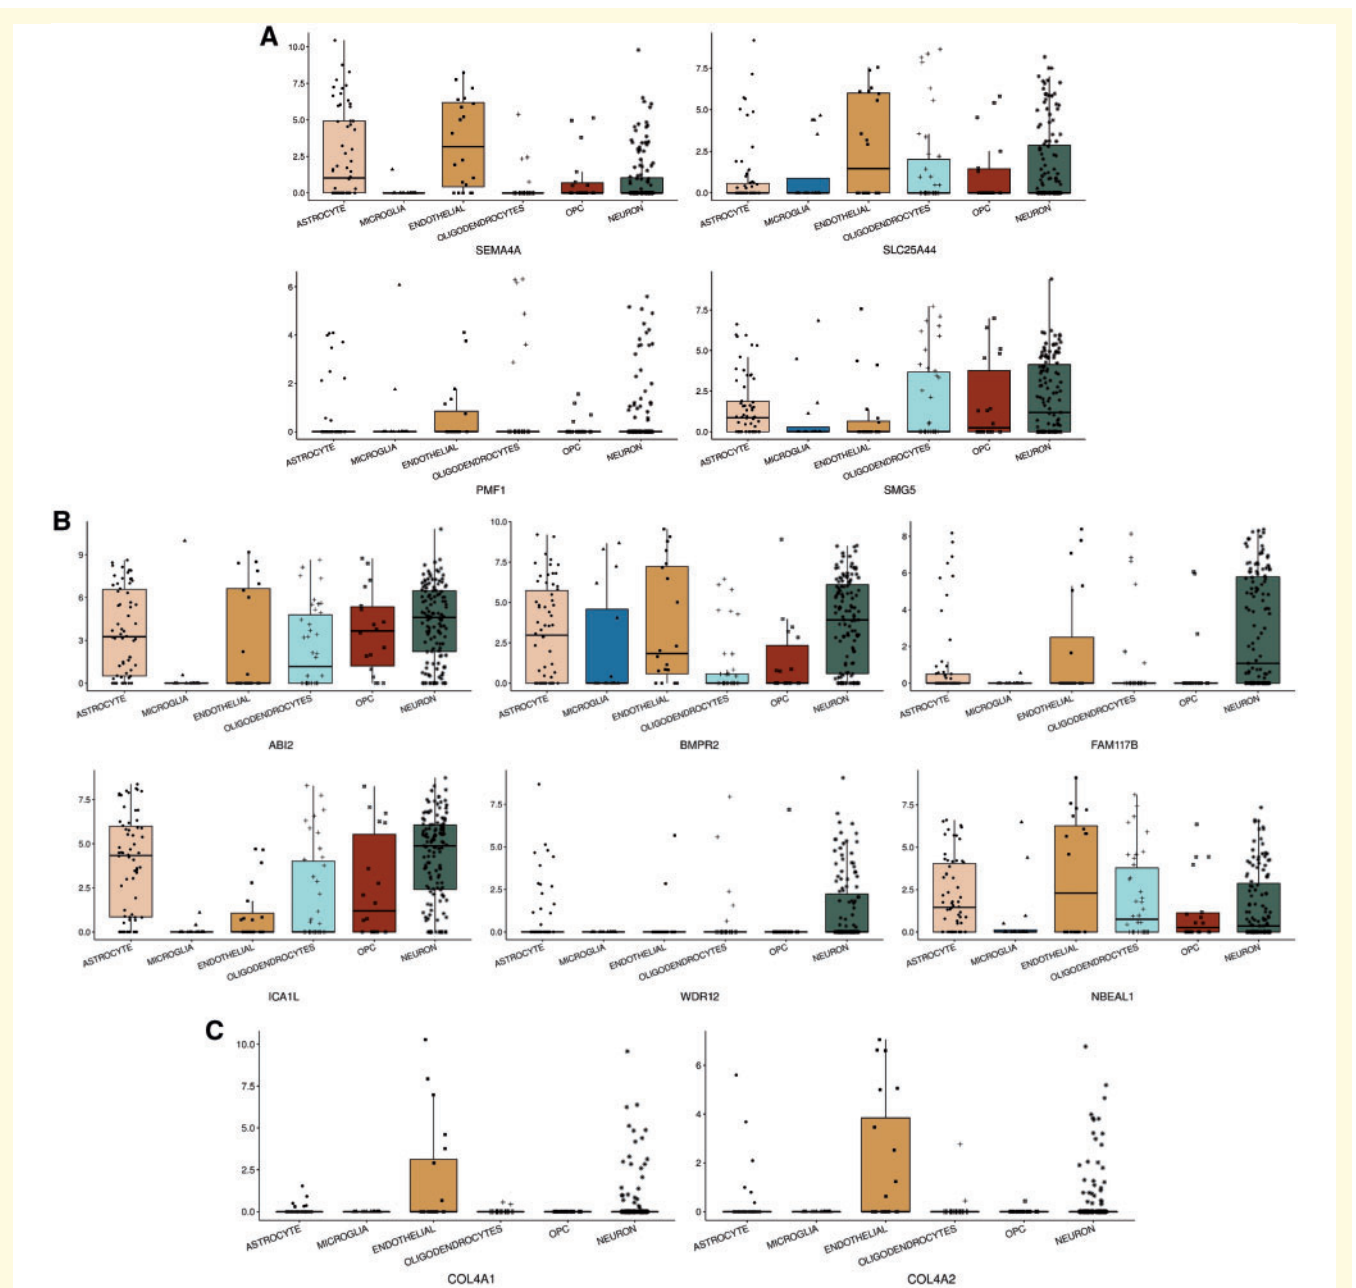 A
10.0
7.5
5.0
2.5
0.0
ASTROCYTE
MICROGLIA
ENDOTHELIAL
OLIGODENDROCYTES
OPC
NEURON
SEMA4A
7.5
5.0
2.5
0.0
ASTROCYTE
MICROGLIA
ENDOTHELIAL
OLIGODENDROCYTES
OPC
NEURON
SLC25A44
6
4
2
0
ASTROCYTE
MICROGLIA
ENDOTHELIAL
OLIGODENDROCYTES
OPC
NEURON
PMF1
7.5
5.0
2.5
0.0
ASTROCYTE
MICROGLIA
ENDOTHELIAL
OLIGODENDROCYTES
OPC
NEURON
SMG5
B
9
6
3
0
ASTROCYTE
MICROGLIA
ENDOTHELIAL
OLIGODENDROCYTES
OPC
NEURON
ABI2
10.0
7.5
5.0
2.5
0.0
ASTROCYTE
MICROGLIA
ENDOTHELIAL
OLIGODENDROCYTES
OPC
NEURON
BMPR2
8
6
4
2
0
ASTROCYTE
MICROGLIA
ENDOTHELIAL
OLIGODENDROCYTES
OPC
NEURON
FAM117B
7.5
5.0
2.5
0.0
ASTROCYTE
MICROGLIA
ENDOTHELIAL
OLIGODENDROCYTES
OPC
NEURON
ICA1L
7.5
5.0
2.5
0.0
ASTROCYTE
MICROGLIA
ENDOTHELIAL
OLIGODENDROCYTES
OPC
NEURON
WDR12
7.5
5.0
2.5
0.0
ASTROCYTE
MICROGLIA
ENDOTHELIAL
OLIGODENDROCYTES
OPC
NEURON
NBEAL1
C
10.0
7.5
5.0
2.5
0.0
ASTROCYTE
MICROGLIA
ENDOTHELIAL
OLIGODENDROCYTES
OPC
NEURON
COL4A1
6
4
2
0
ASTROCYTE
MICROGLIA
ENDOTHELIAL
OLIGODENDROCYTES
OPC
NEURON
COL4A2